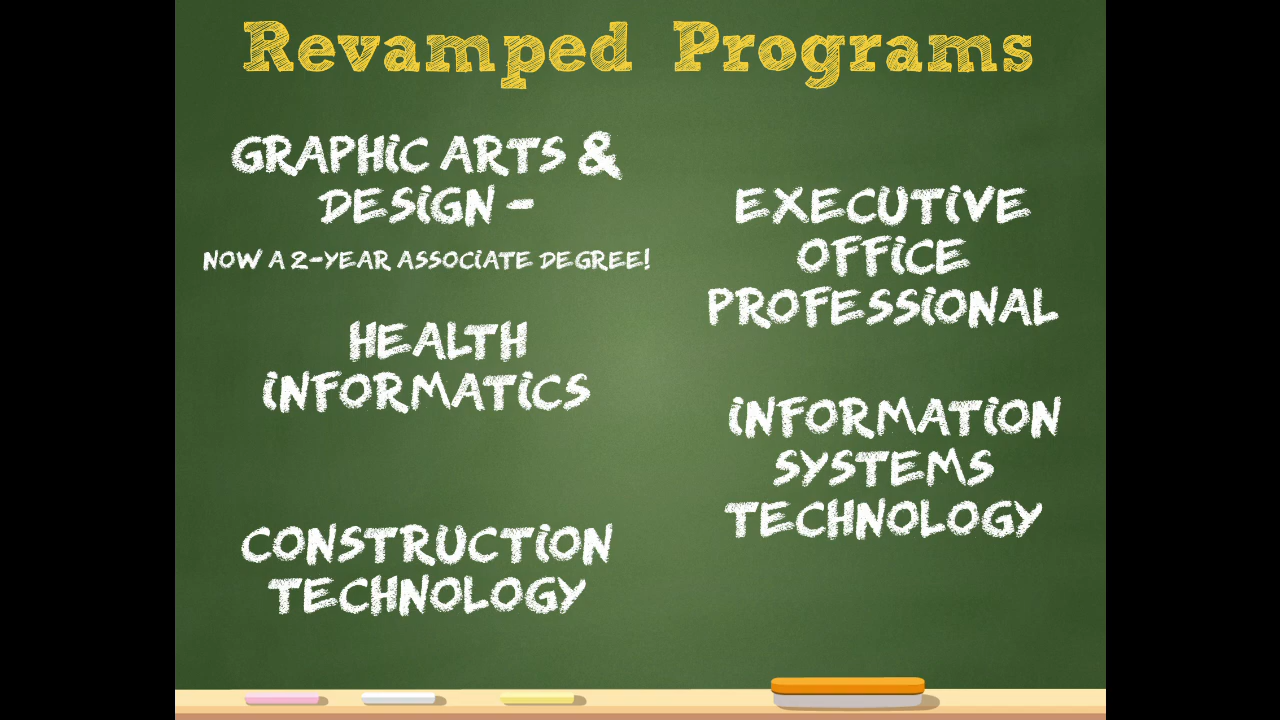 Revamped Programs
GRAPHIC ARTS &
DESIGN -
NOW A 2-YEAR ASSOCIATE DEGREE!
HEALTH
INFORMATICS
CONSTRUCTION
TECHNOLOGY
EXECUTIVE
OFFICE
PROFESSIONAL
INFORMATION
SYSTEMS
TECHNOLOGY